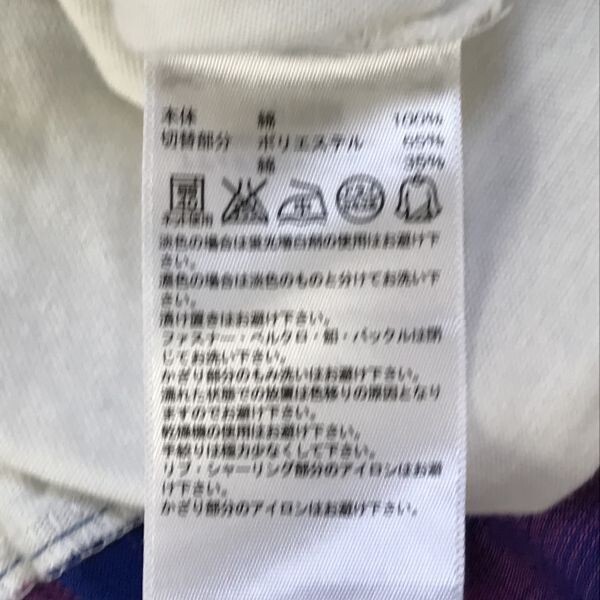 本体 綿 100%
切替部分 ポリエステル 65%
綿 35%
ネット使用
淡色の場合は蛍光増白剤の使用はお避け下
さい。
濃色の場合は淡色のものと分けてお洗い下
さい。
漬け置きはお避け下さい。
ファスナー・ベルクロ・釦・バックルは閉
じてお洗い下さい。
かざり部分のもみ洗いはお避け下さい。
濡れた状態での放置は色移りの原因となり
ますのでお避け下さい。
乾燥機の使用はお避け下さい。
手絞りは極力少なくして下さい。
リブ・シャーリング部分のアイロンはお避け
下さい。
かざり部分のアイロンはお避け下さい。